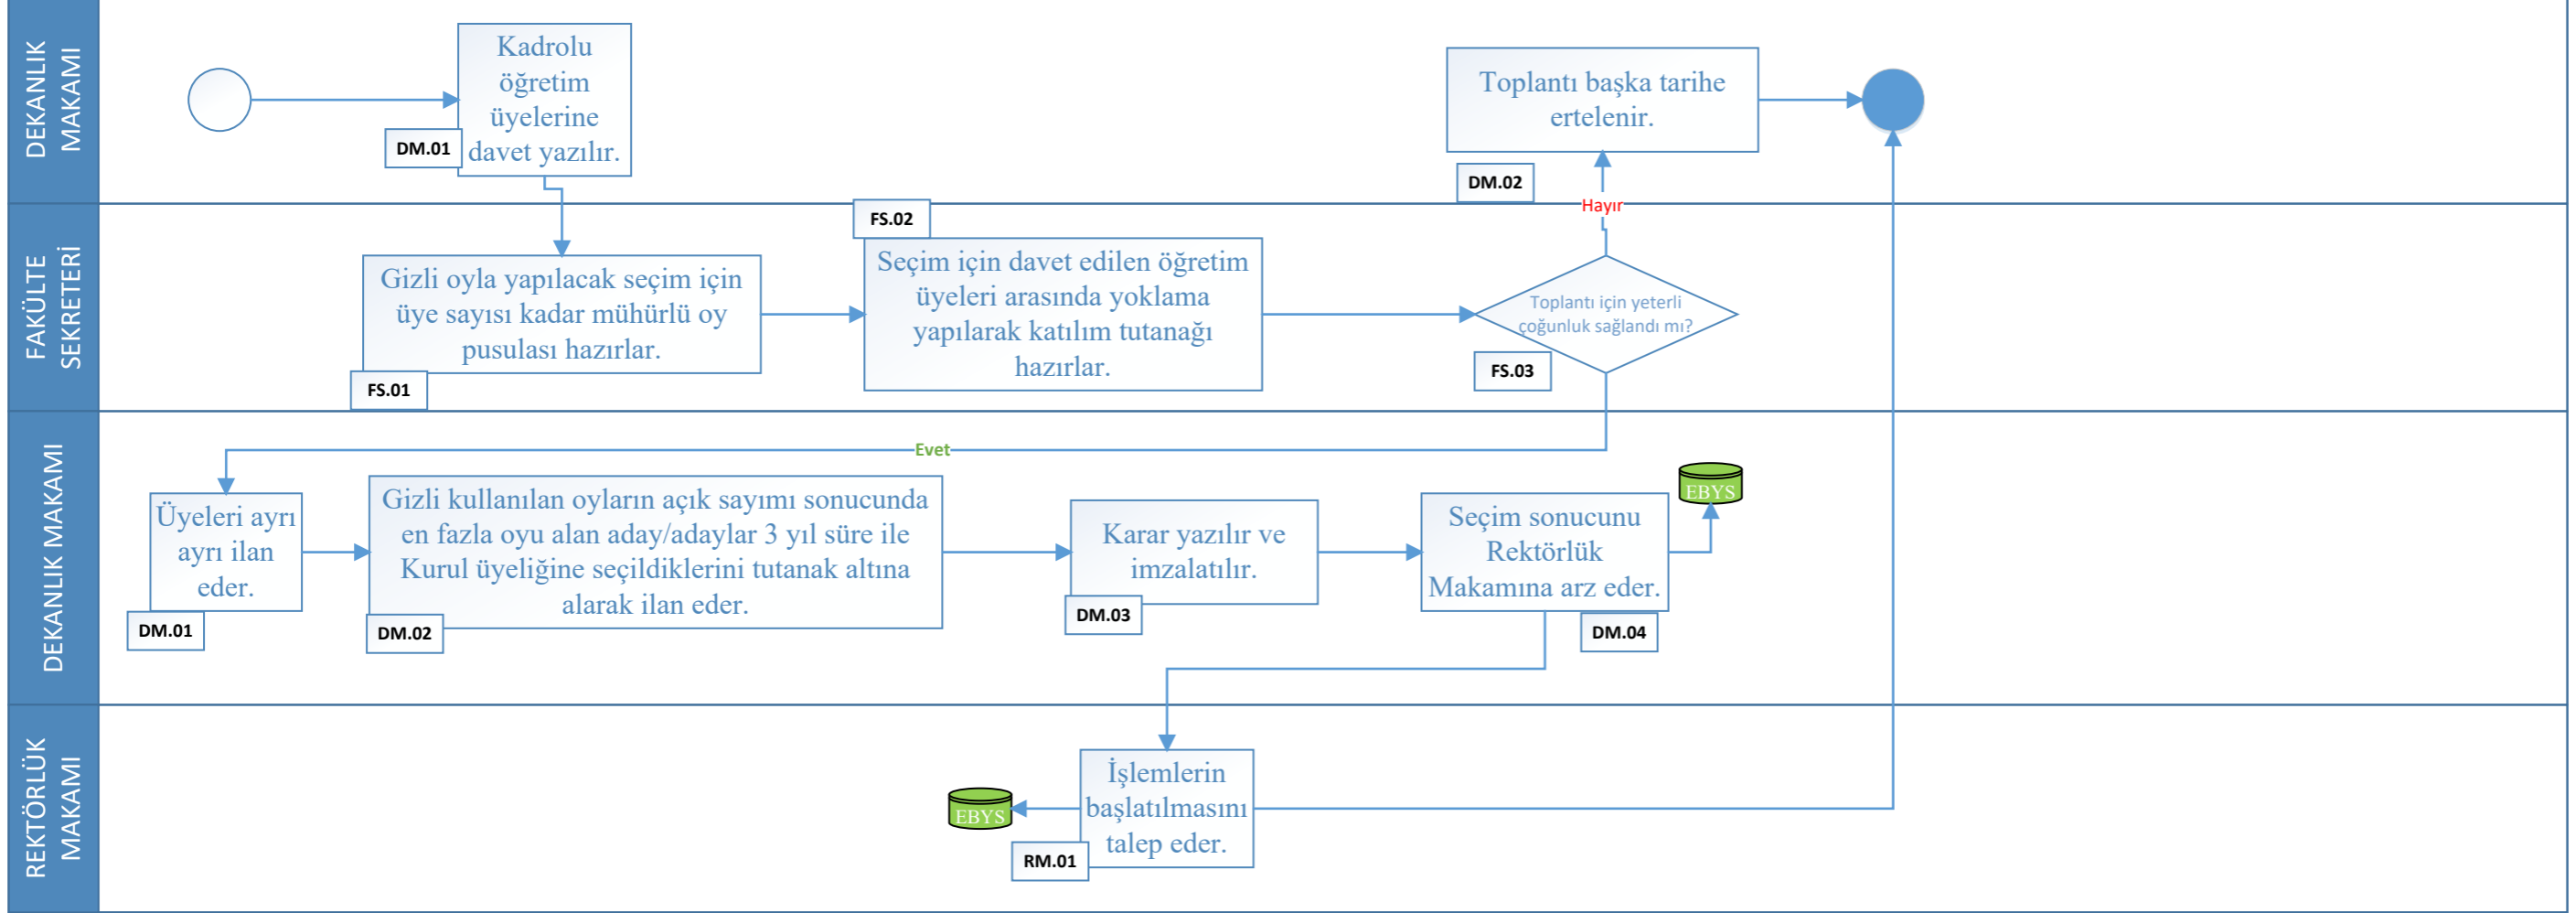 DEKANLIK
MAKAMI
Kadrolu
öğretim
üyelerine
davet yazılır.
DM.01
Toplantı başka tarihe
ertelenir.
DM.02
Hayır
FAKÜLTE
SEKRETERİ
Gizli oyla yapılacak seçim için
üye sayısı kadar mühürlü oy
pusulası hazırlar.
FS.01
FS.02
Seçim için davet edilen öğretim
üyeleri arasında yoklama
yapılarak katılım tutanağı
hazırlar.
Toplantı için yeterli
çoğunluk sağlandı mı?
FS.03
DEKANLIK MAKAMI
Evet
Üyeleri ayrı
ayrı ilan
eder.
DM.01
Gizli kullanılan oyların açık sayımı sonucunda
en fazla oyu alan aday/adaylar 3 yıl süre ile
Kurul üyeliğine seçildiklerini tutanak altına
alarak ilan eder.
DM.02
Karar yazılır ve
imzalatılır.
DM.03
Seçim sonucunu
Rektörlük
Makamına arz eder.
DM.04
EBYS
REKTÖRLÜK
MAKAMI
EBYS
İşlemlerin
başlatılmasını
talep eder.
RM.01